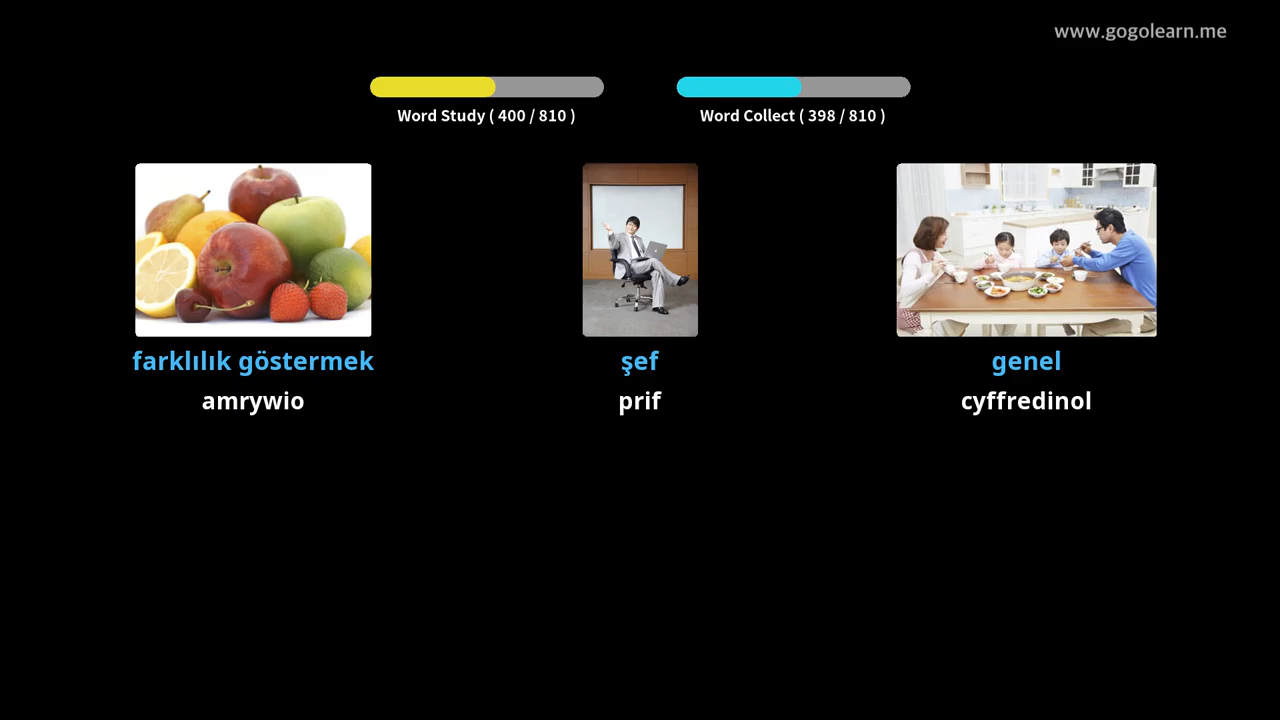 www.gogolearn.me
Word Study ( 400 / 810 )
Word Collect ( 398 / 810 )
farklılık göstermek
amrywio
şef
prif
genel
cyffredinol